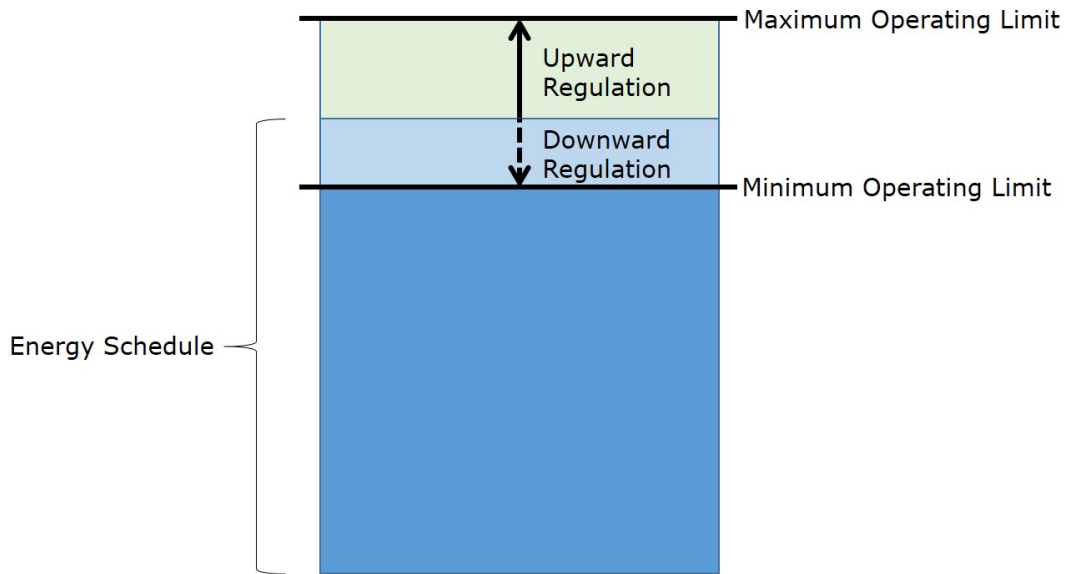 Maximum Operating Limit
Upward
Regulation
Downward
Regulation
Minimum Operating Limit
Energy Schedule